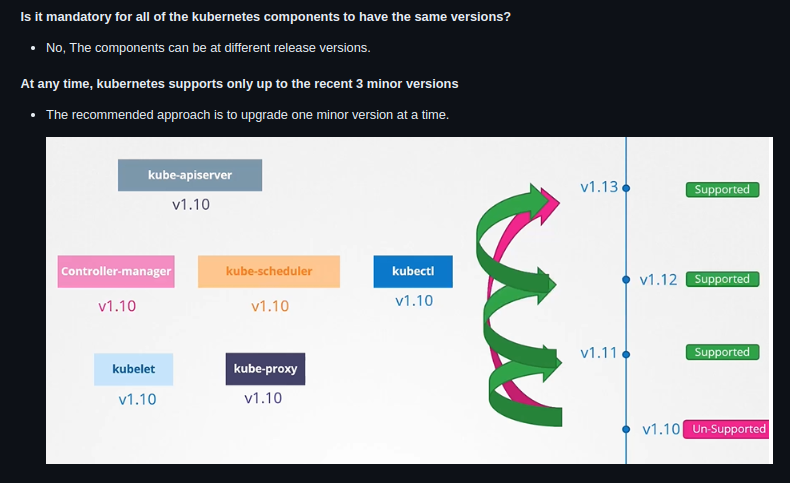 Is it mandatory for all of the kubernetes components to have the same versions?
No, The components can be at different release versions.
At any time, kubernetes supports only up to the recent 3 minor versions
The recommended approach is to upgrade one minor version at a time.
kube-apiserver
v1.10
Controller-manager
kube-scheduler
kubectl
v1.10
v1.10
v1.10
kubelet
kube-proxy
v1.10
v1.10
v1.13
Supported
v1.12
Supported
v1.11
Supported
v1.10
Un-Supported